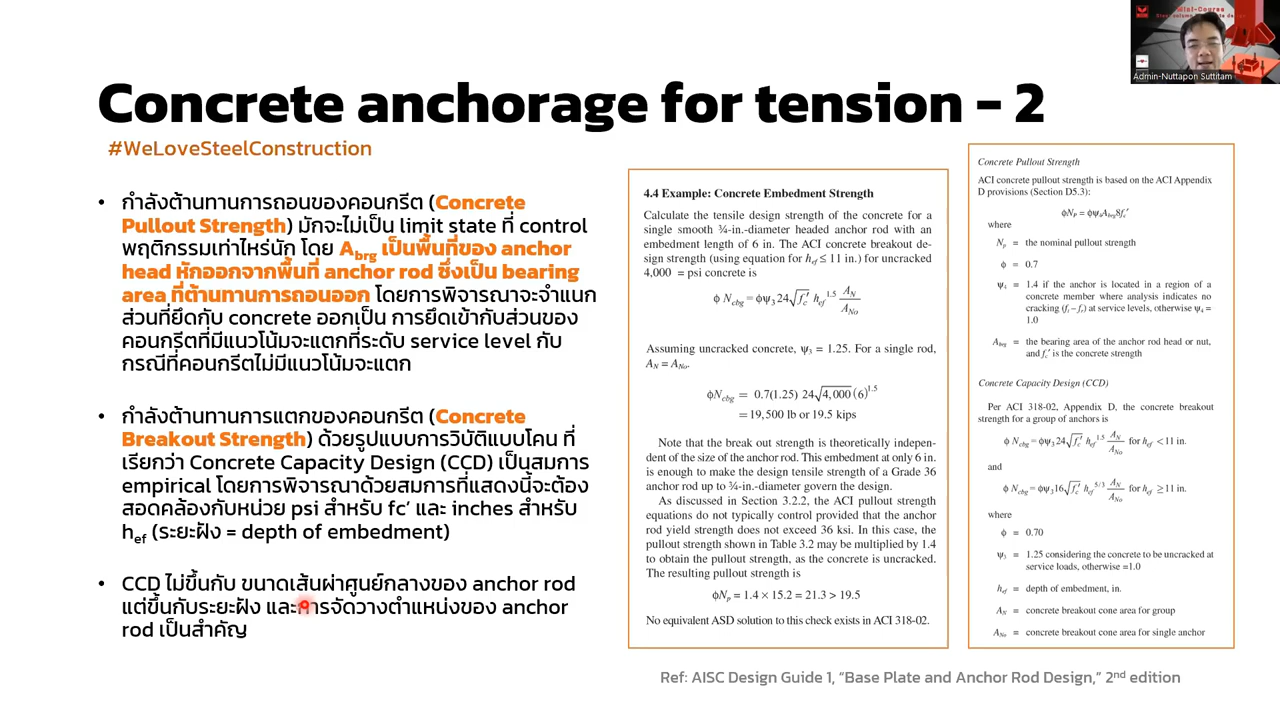 Mini-Course
Admin-Nuttapon Suttitam
Concrete anchorage for tension - 2
#WeLoveSteelConstruction
• กำลังต้านทานการถอนของคอนกรีต (Concrete
Pullout Strength) มักจะไม่เป็น limit state ที่ control
พฤติกรรมเท่าไหร่นัก โดย A_brg เป็นพื้นที่ของ anchor
head หักออกจากพื้นที่ anchor rod ซึ่งเป็น bearing
area ที่ต้านทานการถอนออก โดยการพิจารณาจะจำแนก
ส่วนที่ยึดกับ concrete ออกเป็น การยึดเข้ากับส่วนของ
คอนกรีตที่มีแนวโน้มจะแตกที่ระดับ service level กับ
กรณีที่คอนกรีตไม่มีแนวโน้มจะแตก
• กำลังต้านทานการแตกของคอนกรีต (Concrete
Breakout Strength) ด้วยรูปแบบการวิบัติแบบโคน ที่
เรียกว่า Concrete Capacity Design (CCD) เป็นสมการ
empirical โดยการพิจารณาด้วยสมการที่แสดงนี้จะต้อง
สอดคล้องกับหน่วย psi สำหรับ fc' และ inches สำหรับ
h_ef (ระยะฝัง = depth of embedment)
• CCD ไม่ขึ้นกับ ขนาดเส้นผ่าศูนย์กลางของ anchor rod
แต่ขึ้นกับระยะฝัง และการจัดวางตำแหน่งของ anchor
rod เป็นสำคัญ
4.4 Example: Concrete Embedment Strength
Calculate the tensile design strength of the concrete for a
single smooth ¾-in.-diameter headed anchor rod with an
embedment length of 6 in. The ACI concrete breakout de-
sign strength (using equation for h_ef ≤ 11 in.) for uncracked
4,000 = psi concrete is
ϕ N_cbg = ϕψ₃ 24√f_c′ h_ef^1.5 A_N/A_No
Assuming uncracked concrete, ψ₃ = 1.25. For a single rod,
A_N = A_No.
ϕN_cbg = 0.7(1.25) 24√4,000 (6)^1.5
= 19,500 lb or 19.5 kips
Note that the break out strength is theoretically indepen-
dent of the size of the anchor rod. This embedment at only 6 in.
is enough to make the design tensile strength of a Grade 36
anchor rod up to ¾-in.-diameter govern the design.
As discussed in Section 3.2.2, the ACI pullout strength
equations do not typically control provided that the anchor
rod yield strength does not exceed 36 ksi. In this case, the
pullout strength shown in Table 3.2 may be multiplied by 1.4
to obtain the pullout strength, as the concrete is uncracked.
The resulting pullout strength is
ϕN_p = 1.4 × 15.2 = 21.3 > 19.5
No equivalent ASD solution to this check exists in ACI 318-02.
Concrete Pullout Strength
ACI concrete pullout strength is based on the ACI Appendix
D provisions (Section D5.3):
ϕN_P = ϕψ₄A_brg8f_c′
where
N_p = the nominal pullout strength
ϕ = 0.7
ψ₄ = 1.4 if the anchor is located in a region of a
concrete member where analysis indicates no
cracking (f_t – f_r) at service levels, otherwise ψ₄ =
1.0
A_brg = the bearing area of the anchor rod head or nut,
and f_c′ is the concrete strength
Concrete Capacity Design (CCD)
Per ACI 318-02, Appendix D, the concrete breakout
strength for a group of anchors is
ϕ N_cbg = ϕψ₃24√f_c′ h_ef^1.5 A_N/A_No for h_ef < 11 in.
and
ϕ N_cbg = ϕψ₃16√f_c′ h_ef^5/3 A_N/A_No for h_ef ≥ 11 in.
where
ϕ = 0.70
ψ₃ = 1.25 considering the concrete to be uncracked at
service loads, otherwise =1.0
h_ef = depth of embedment, in.
A_N = concrete breakout cone area for group
A_No = concrete breakout cone area for single anchor
Ref: AISC Design Guide 1, “Base Plate and Anchor Rod Design,” 2nd edition